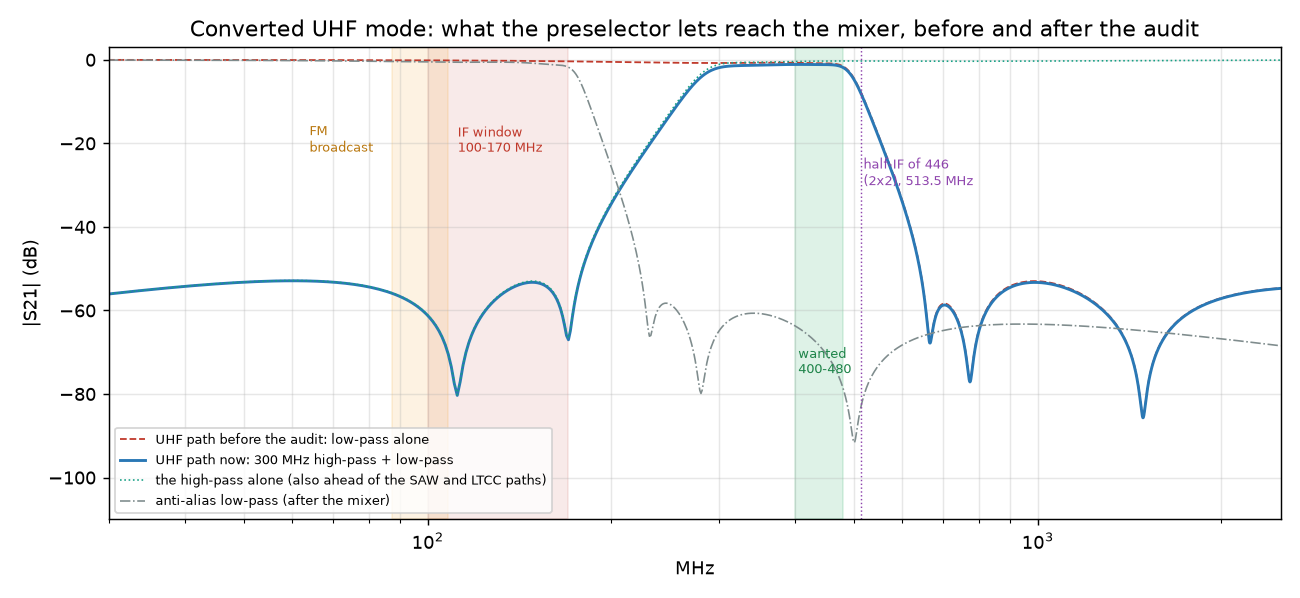 Converted UHF mode: what the preselector lets reach the mixer, before and after the audit
|S21| (dB)
0
−20
−40
−60
−80
−100
FM
broadcast
IF window
100-170 MHz
half-IF of 446
(2x2), 513.5 MHz
wanted
400-480
UHF path before the audit: low-pass alone
UHF path now: 300 MHz high-pass + low-pass
the high-pass alone (also ahead of the SAW and LTCC paths)
anti-alias low-pass (after the mixer)
10²
10³
MHz